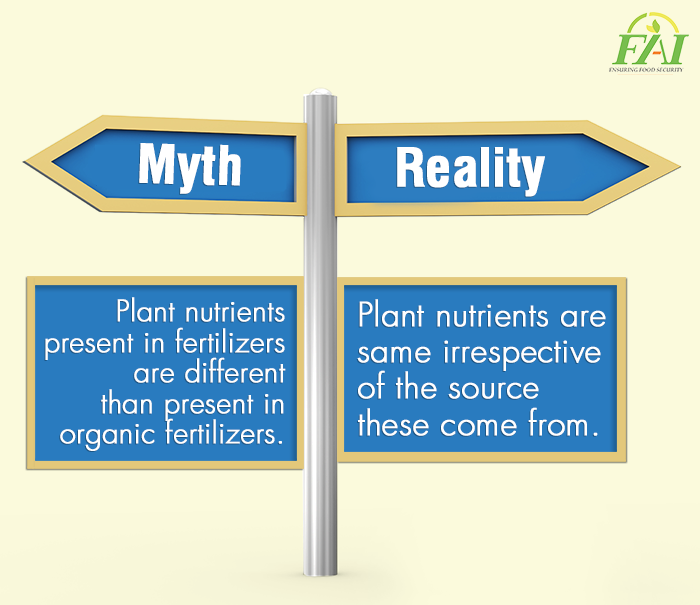 FAI
ENSURING FOOD SECURITY
Myth
Reality
Plant nutrients
present in fertilizers
are different
than present in
organic fertilizers.
Plant nutrients are
same irrespective
of the source
these come from.